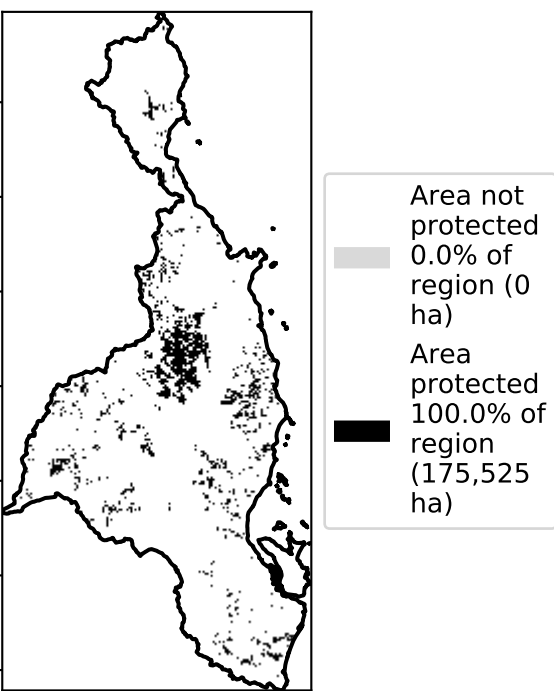 Area not
protected
0.0% of
region (0
ha)
Area
protected
100.0% of
region
(175,525
ha)